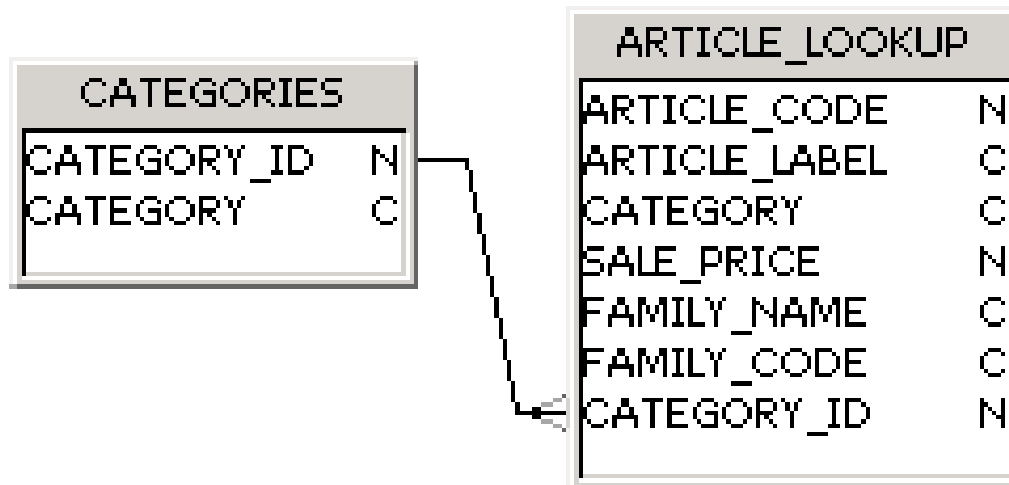 CATEGORIES
CATEGORY_ID N
CATEGORY C
ARTICLE_LOOKUP
ARTICLE_CODE N
ARTICLE_LABEL C
CATEGORY C
SALE_PRICE N
FAMILY_NAME C
FAMILY_CODE C
CATEGORY_ID N